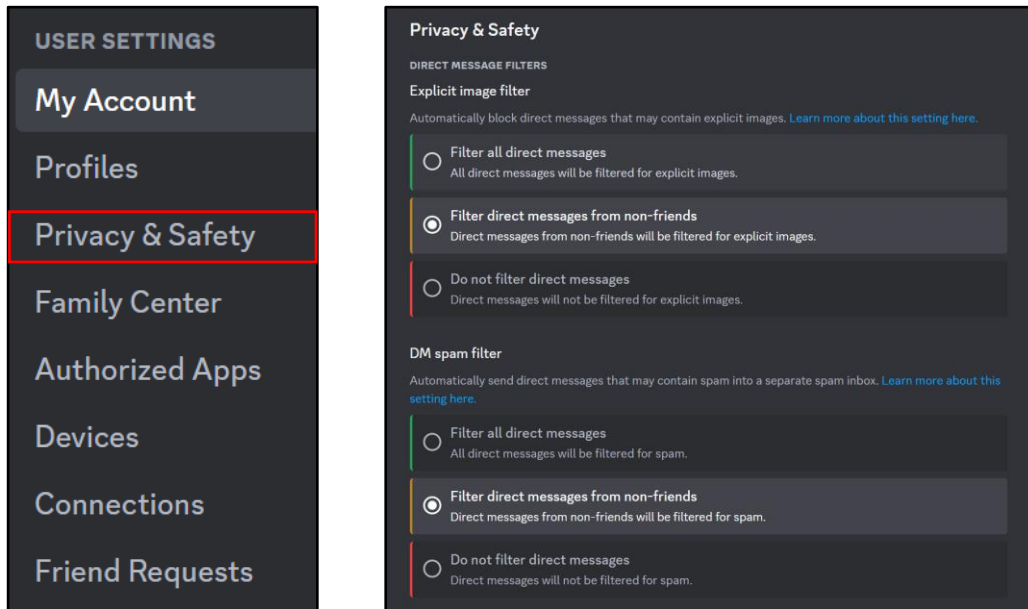 USER SETTINGS
My Account
Profiles
Privacy & Safety
Family Center
Authorized Apps
Devices
Connections
Friend Requests
Privacy & Safety
DIRECT MESSAGE FILTERS
Explicit image filter
Automatically block direct messages that may contain explicit images. Learn more about this setting here.
Filter all direct messages
All direct messages will be filtered for explicit images.
Filter direct messages from non-friends
Direct messages from non-friends will be filtered for explicit images.
Do not filter direct messages
Direct messages will not be filtered for explicit images.
DM spam filter
Automatically send direct messages that may contain spam into a separate spam inbox. Learn more about this
setting here.
Filter all direct messages
All direct messages will be filtered for spam.
Filter direct messages from non-friends
Direct messages from non-friends will be filtered for spam.
Do not filter direct messages
Direct messages will not be filtered for spam.